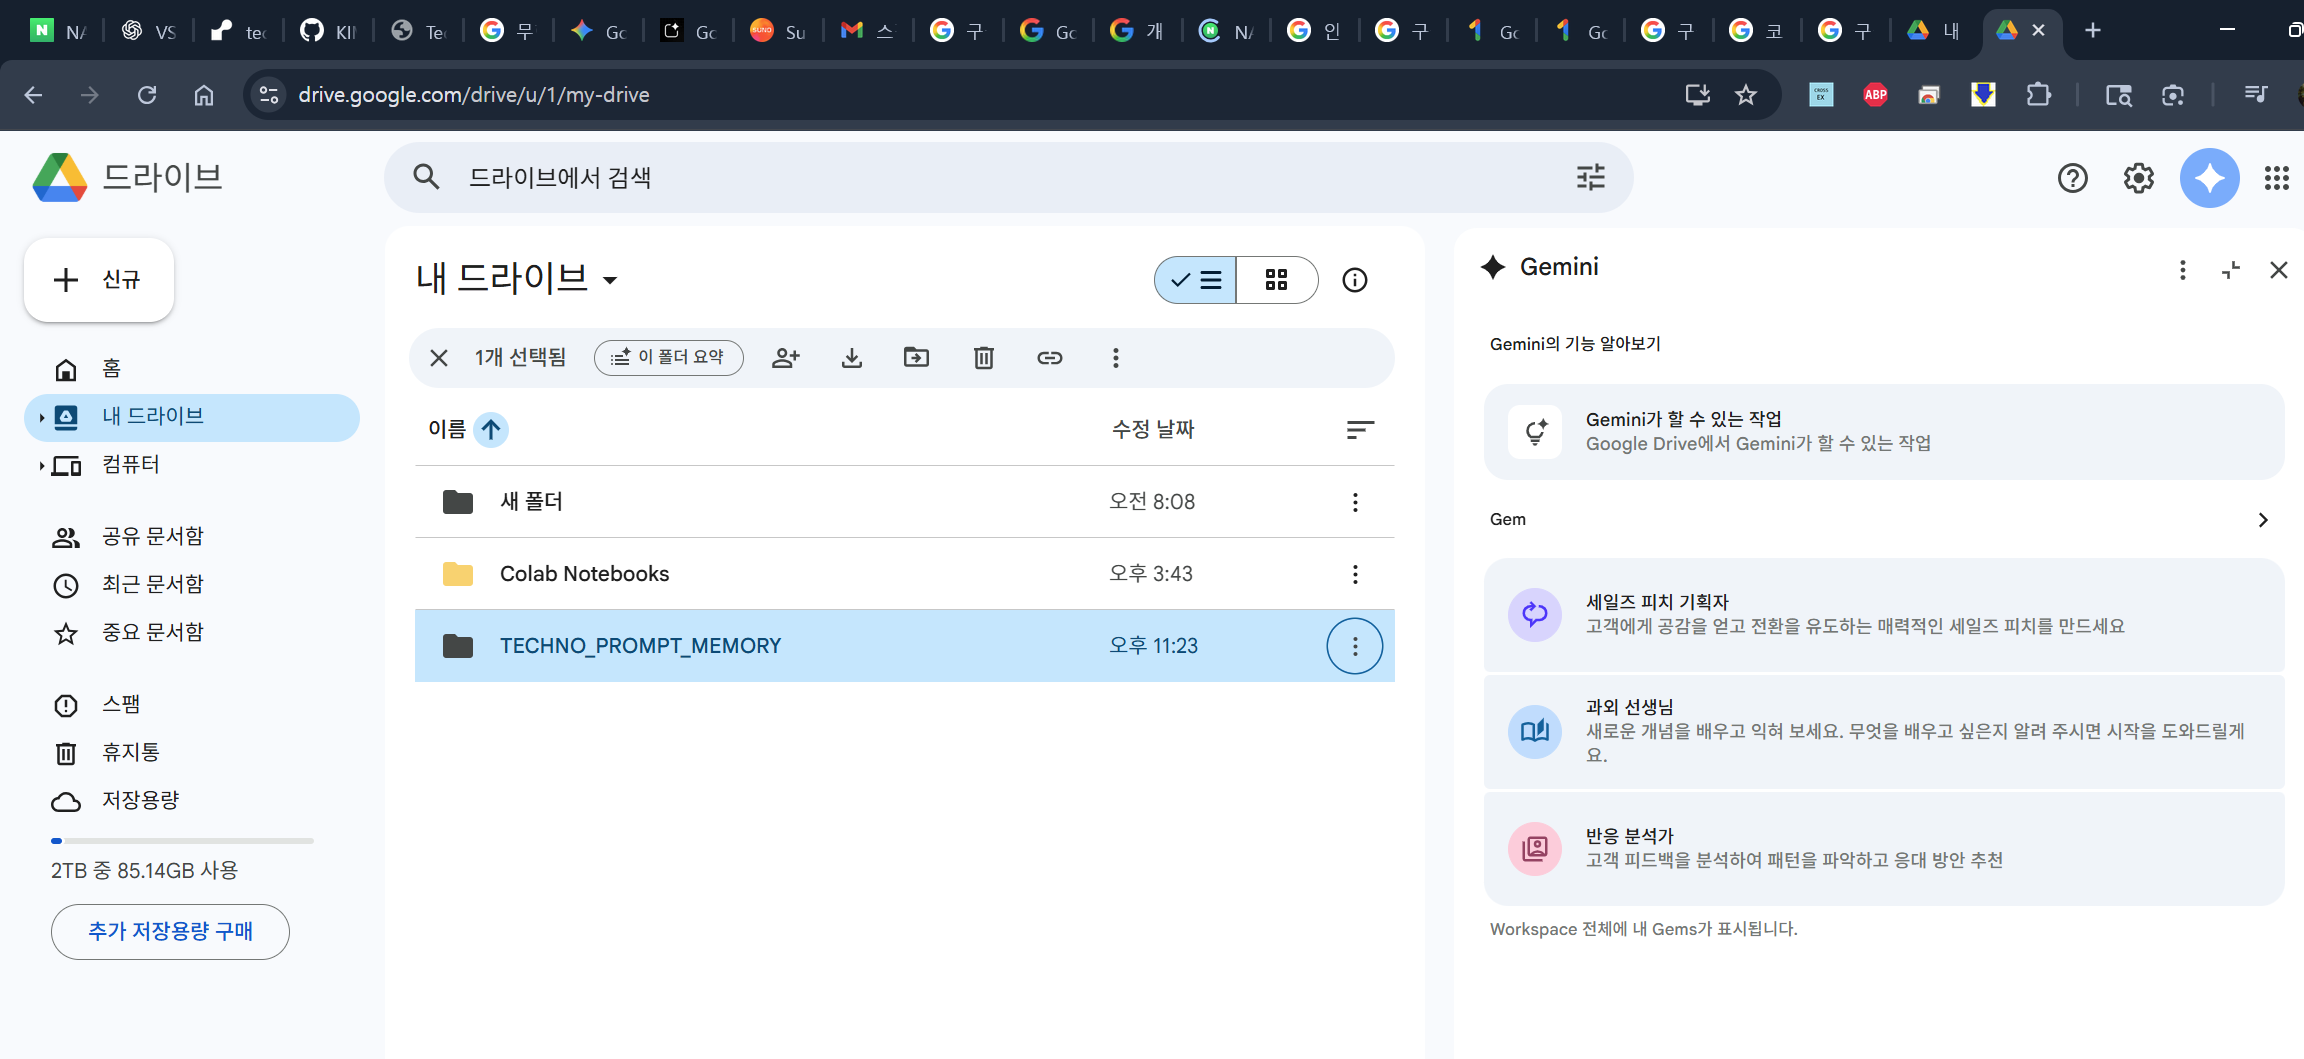 NA
VS
tec
KIM
Tec
무
Go
Go
Su
스
구
Go
개
NA
인
구
Go
Go
구
코
구
내
drive.google.com/drive/u/1/my-drive
CROSS
EX
ABP
드라이브
드라이브에서 검색
신규
홈
내 드라이브
컴퓨터
공유 문서함
최근 문서함
중요 문서함
스팸
휴지통
저장용량
2TB 중 85.14GB 사용
추가 저장용량 구매
내 드라이브
1개 선택됨
이 폴더 요약
이름
수정 날짜
새 폴더
오전 8:08
Colab Notebooks
오후 3:43
TECHNO_PROMPT_MEMORY
오후 11:23
Gemini
Gemini의 기능 알아보기
Gemini가 할 수 있는 작업
Google Drive에서 Gemini가 할 수 있는 작업
Gem
세일즈 피치 기획자
고객에게 공감을 얻고 전환을 유도하는 매력적인 세일즈 피치를 만드세요
과외 선생님
새로운 개념을 배우고 익혀 보세요. 무엇을 배우고 싶은지 알려 주시면 시작을 도와드릴게
요.
반응 분석가
고객 피드백을 분석하여 패턴을 파악하고 응대 방안 추천
Workspace 전체에 내 Gems가 표시됩니다.